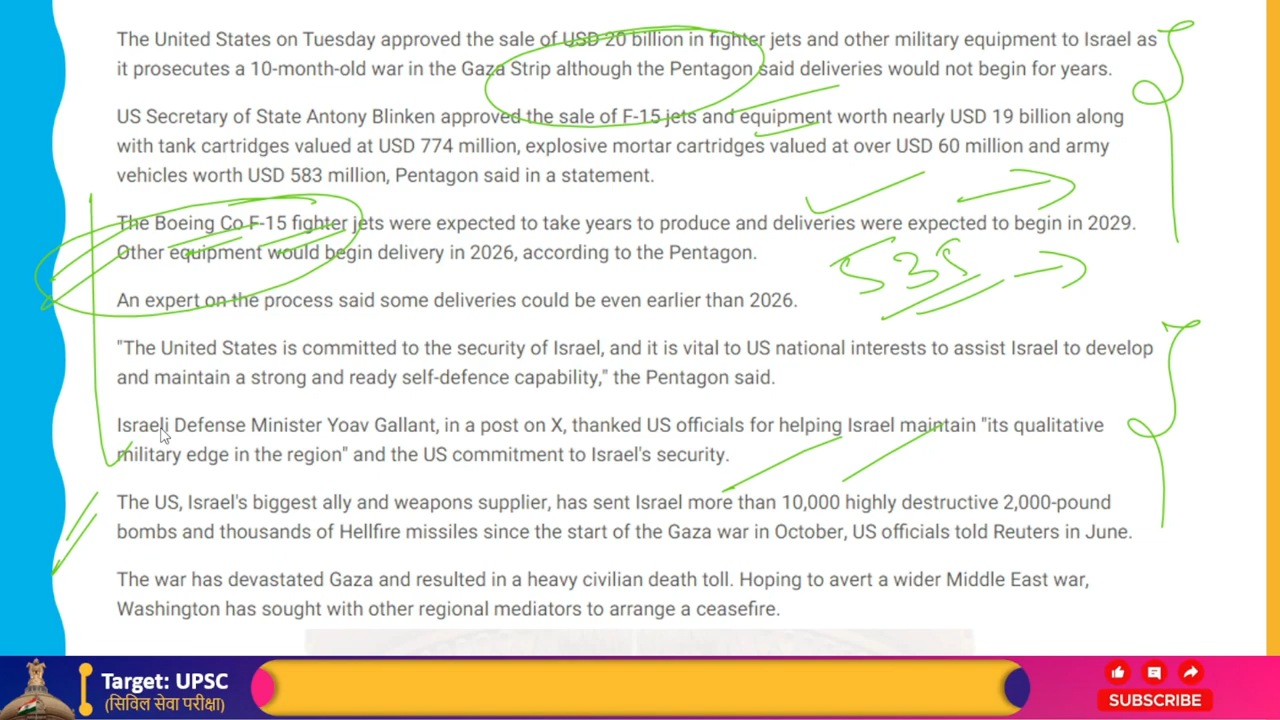 The United States on Tuesday approved the sale of USD 20 billion in fighter jets and other military equipment to Israel as
it prosecutes a 10-month-old war in the Gaza Strip although the Pentagon said deliveries would not begin for years.
US Secretary of State Antony Blinken approved the sale of F-15 jets and equipment worth nearly USD 19 billion along
with tank cartridges valued at USD 774 million, explosive mortar cartridges valued at over USD 60 million and army
vehicles worth USD 583 million, Pentagon said in a statement.
The Boeing Co F-15 fighter jets were expected to take years to produce and deliveries were expected to begin in 2029.
Other equipment would begin delivery in 2026, according to the Pentagon.
535
An expert on the process said some deliveries could be even earlier than 2026.
"The United States is committed to the security of Israel, and it is vital to US national interests to assist Israel to develop
and maintain a strong and ready self-defence capability," the Pentagon said.
Israeli Defense Minister Yoav Gallant, in a post on X, thanked US officials for helping Israel maintain "its qualitative
military edge in the region" and the US commitment to Israel's security.
The US, Israel's biggest ally and weapons supplier, has sent Israel more than 10,000 highly destructive 2,000-pound
bombs and thousands of Hellfire missiles since the start of the Gaza war in October, US officials told Reuters in June.
The war has devastated Gaza and resulted in a heavy civilian death toll. Hoping to avert a wider Middle East war,
Washington has sought with other regional mediators to arrange a ceasefire.
Target: UPSC
(सिविल सेवा परीक्षा)
SUBSCRIBE